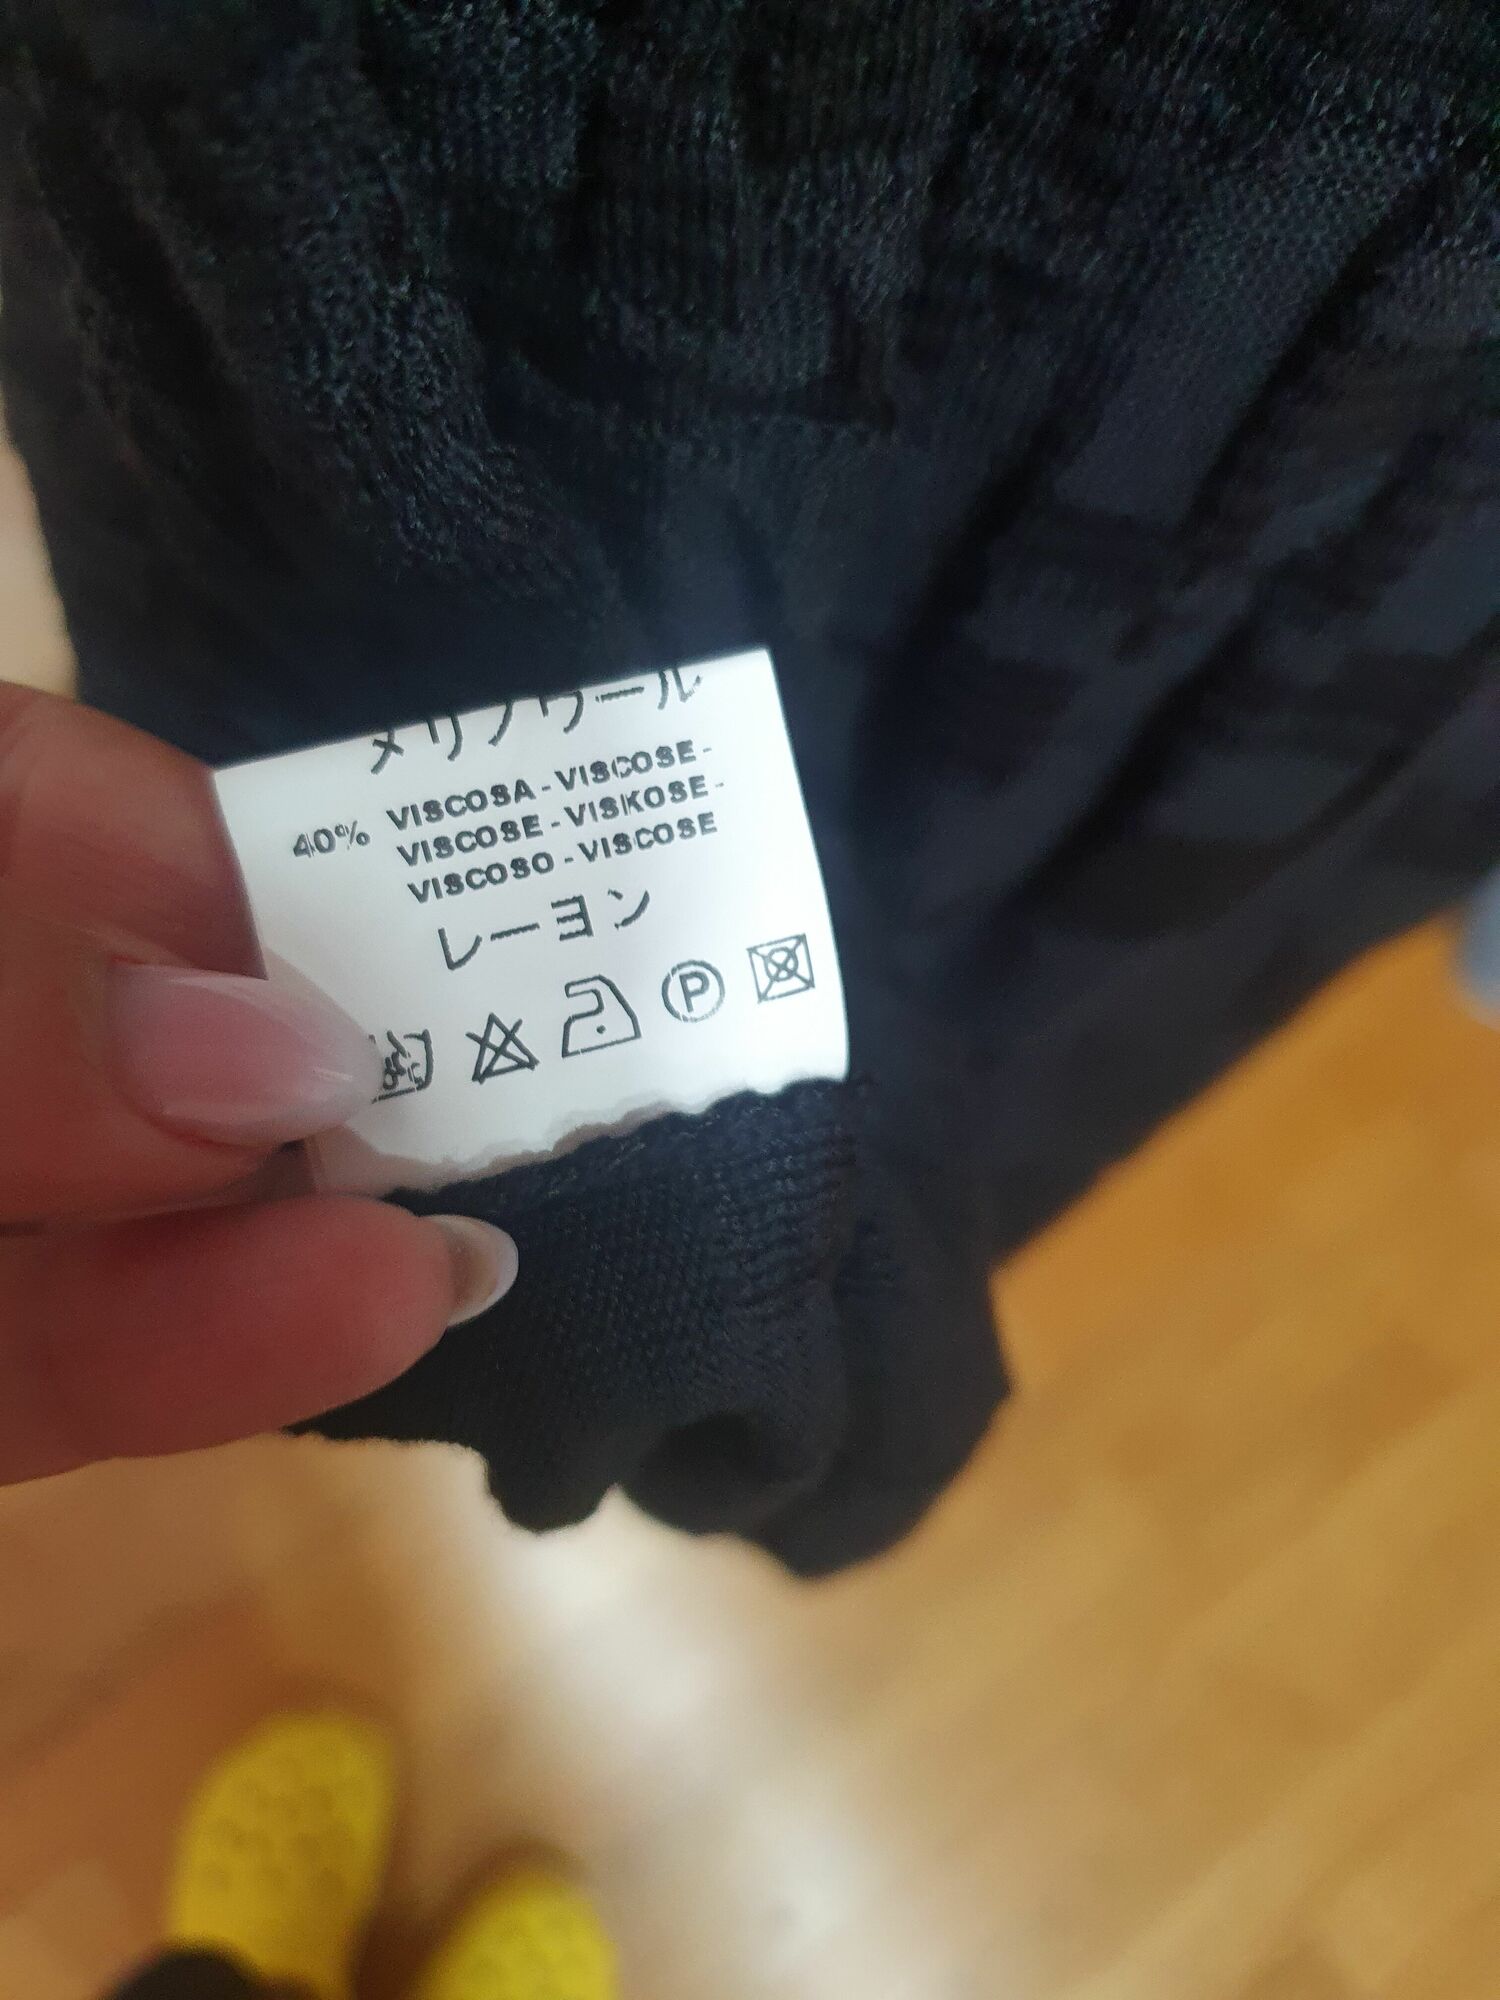 メリノウール
40% VISCOSA - VISCOSE -
VISCOSE - VISKOSE -
VISCOSO - VISCOSE
レーヨン
P